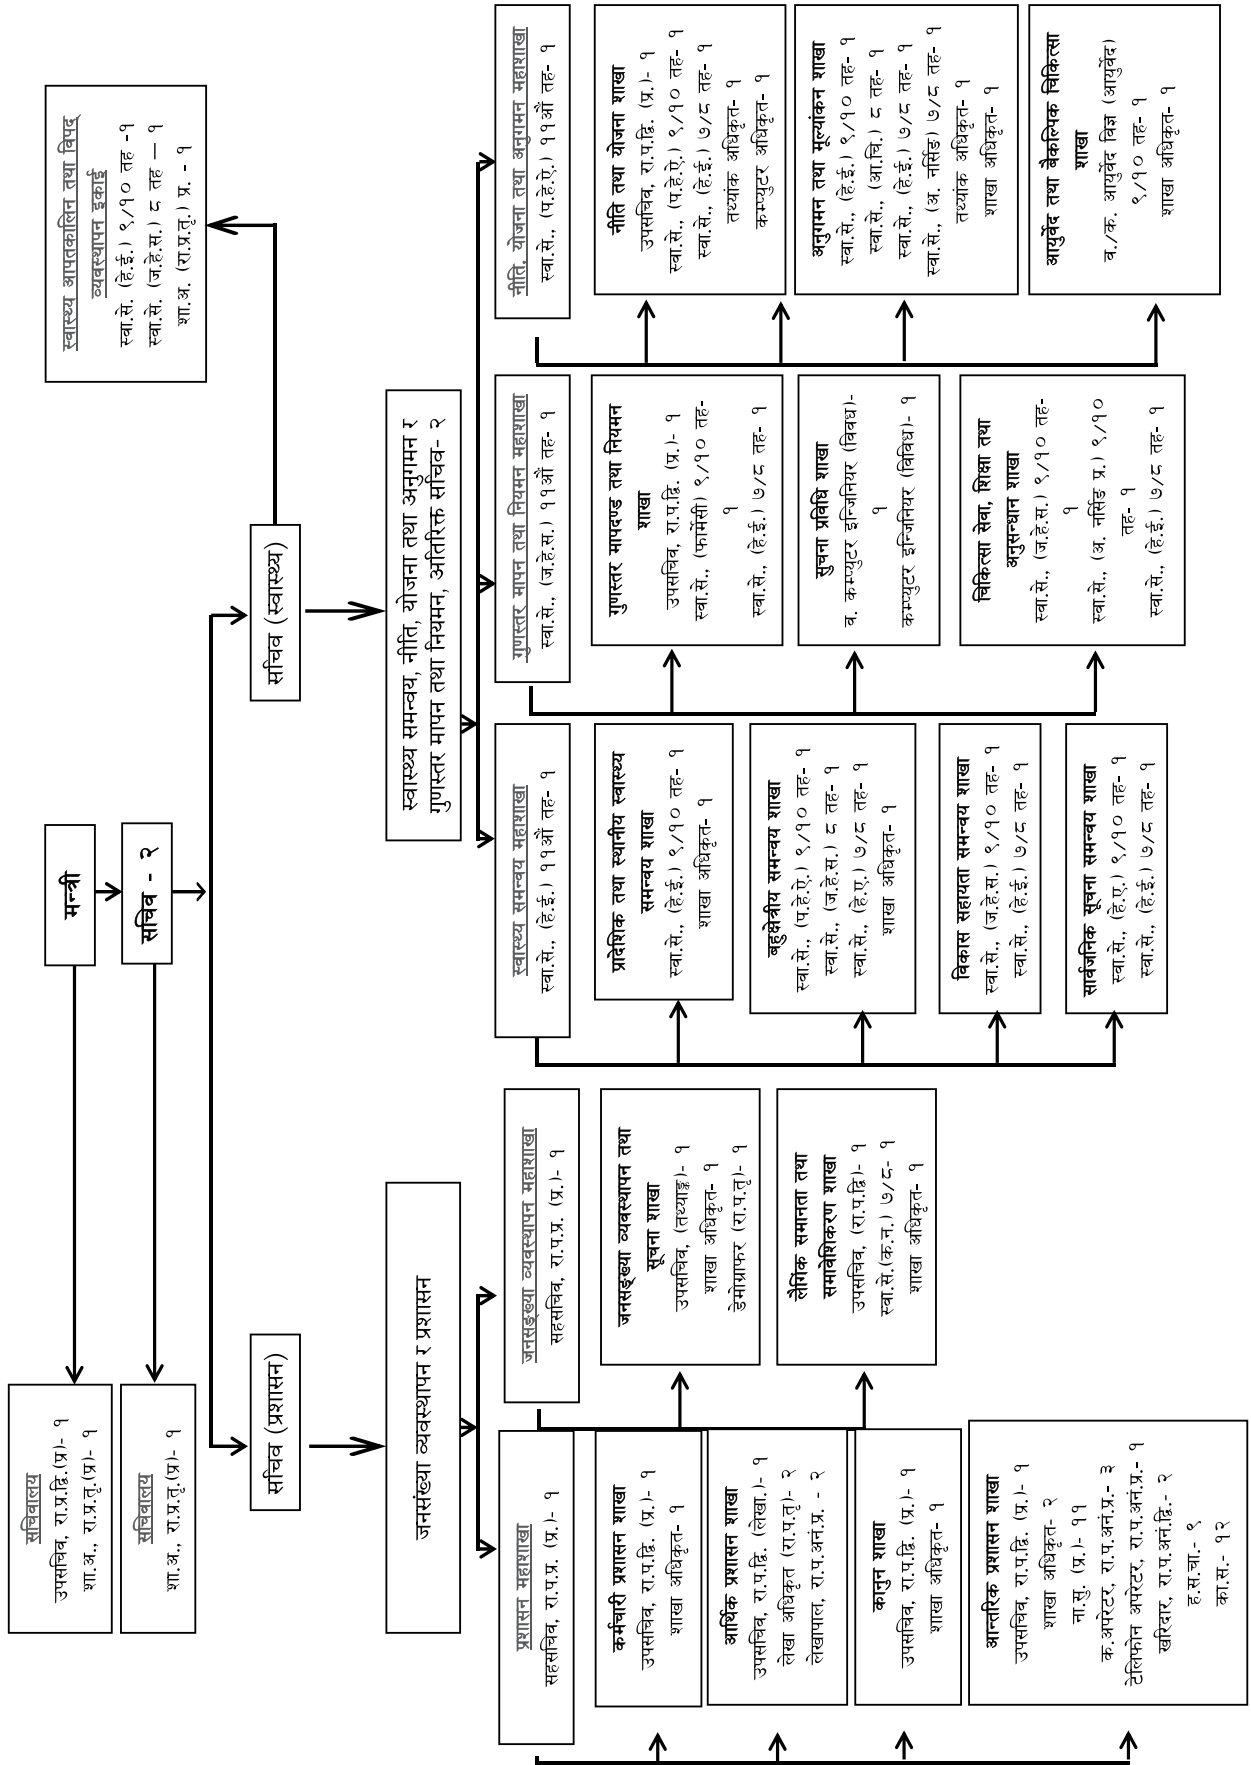 मन्त्री
सचिव - २
सचिवालय
उपसचिव, रा.प्र.द्वि.(प्र)- १
शा.अ., रा.प्र.तृ.(प्र)- १
सचिवालय
शा.अ., रा.प्र.तृ.(प्र)- १
सचिव (प्रशासन)
सचिव (स्वास्थ्य)
स्वास्थ्य आपतकालिन तथा विपद्
व्यवस्थापन इकाई
स्वा.से. (हे.ई.) ९/१० तह -१
स्वा.से. (ज.हे.स.) ८ तह — १
शा.अ. (रा.प्र.तृ.) प्र. - १
जनसंख्या व्यवस्थापन र प्रशासन
स्वास्थ्य समन्वय, नीति, योजना तथा अनुगमन र
गुणस्तर मापन तथा नियमन, अतिरिक्त सचिव- २
प्रशासन महाशाखा
सहसचिव, रा.प.प्र. (प्र.)- १
कर्मचारी प्रशासन शाखा
उपसचिव, रा.प.द्वि. (प्र.)- १
शाखा अधिकृत- १
आर्थिक प्रशासन शाखा
उपसचिव, रा.प.द्वि. (लेखा.)- १
लेखा अधिकृत (रा.प.तृ)- २
लेखापाल, रा.प.अनं.प्र. - २
कानुन शाखा
उपसचिव, रा.प.द्वि. (प्र.)- १
शाखा अधिकृत- १
आन्तरिक प्रशासन शाखा
उपसचिव, रा.प.द्वि. (प्र.)- १
शाखा अधिकृत- २
ना.सु. (प्र.)- ११
क.अपरेटर, रा.प.अनं.प्र.- ३
टेलिफोन अपरेटर, रा.प.अनं.प्र.- १
खरिदार, रा.प.अनं.द्वि.- २
ह.स.चा.- ९
का.स.- १२
जनसङ्ख्या व्यवस्थापन महाशाखा
सहसचिव, रा.प.प्र. (प्र.)- १
जनसङ्ख्या व्यवस्थापन तथा
सूचना शाखा
उपसचिव, (तथ्याङ्क)- १
शाखा अधिकृत- १
डेमोग्राफर (रा.प.तृ)- १
लैगिंक समानता तथा
समावेशिकरण शाखा
उपसचिव, (रा.प.द्वि)- १
स्वा.से.(क.न.) ७/८- १
शाखा अधिकृत- १
स्वास्थ्य समन्वय महाशाखा
स्वा.से., (हे.ई.) ११औं तह- १
प्रादेशिक तथा स्थानीय स्वास्थ्य
समन्वय शाखा
स्वा.से., (हे.ई.) ९/१० तह- १
शाखा अधिकृत- १
बहुक्षेत्रीय समन्वय शाखा
स्वा.से., (प.हे.ऐ.) ९/१० तह- १
स्वा.से., (ज.हे.स.) ८ तह- १
स्वा.से., (हे.ए.) ७/८ तह- १
शाखा अधिकृत- १
विकास सहायता समन्वय शाखा
स्वा.से., (ज.हे.स.) ९/१० तह- १
स्वा.से., (हे.ई.) ७/८ तह- १
सार्वजनिक सूचना समन्वय शाखा
स्वा.से., (हे.ए.) ९/१० तह- १
स्वा.से., (हे.ई.) ७/८ तह- १
गुणस्तर मापन तथा नियमन महाशाखा
स्वा.से., (ज.हे.स.) ११औं तह- १
गुणस्तर मापदण्ड तथा नियमन
शाखा
उपसचिव, रा.प.द्वि. (प्र.)- १
स्वा.से., (फार्मेसी) ९/१० तह-
१
स्वा.से., (हे.ई.) ७/८ तह- १
सुचना प्रविधि शाखा
व. कम्प्युटर इन्जिनियर (विवध)-
१
कम्प्युटर इन्जिनियर (विविध)- १
चिकित्सा सेवा, शिक्षा तथा
अनुसन्धान शाखा
स्वा.से., (ज.हे.स.) ९/१० तह-
१
स्वा.से., (अ. नर्सिङ प्र.) ९/१०
तह- १
स्वा.से., (हे.ई.) ७/८ तह- १
नीति. योजना तथा अनुगमन महाशाखा
स्वा.से., (प.हे.ऐ.) ११औं तह- १
नीति तथा योजना शाखा
उपसचिव, रा.प.द्वि. (प्र.)- १
स्वा.से., (प.हे.ऐ.) ९/१० तह- १
स्वा.से., (हे.ई.) ७/८ तह- १
तथ्यांक अधिकृत- १
कम्प्युटर अधिकृत- १
अनुगमन तथा मूल्यांकन शाखा
स्वा.से., (हे.ई.) ९/१० तह- १
स्वा.से., (आ.चि.) ८ तह- १
स्वा.से., (हे.ई.) ७/८ तह- १
स्वा.से., (अ. नर्सिङ) ७/८ तह- १
तथ्यांक अधिकृत- १
शाखा अधिकृत- १
आयुर्वेद तथा बैकल्पिक चिकित्सा
शाखा
व./क. आयुर्वेद विज्ञ (आयुर्वेद)
९/१० तह- १
शाखा अधिकृत- १